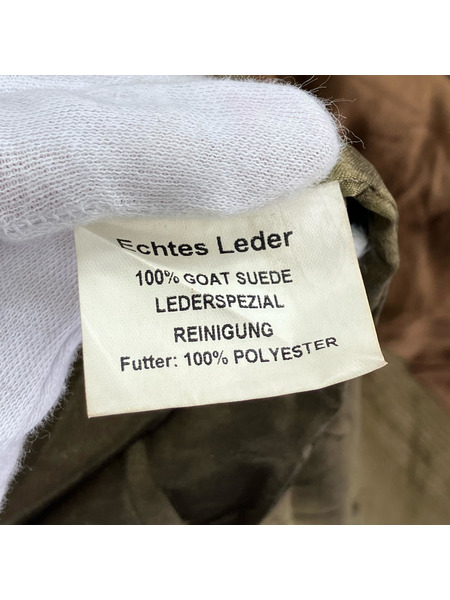 Echtes Leder
100% GOAT SUEDE
LEDERSPEZIAL
REINIGUNG
Futter: 100% POLYESTER